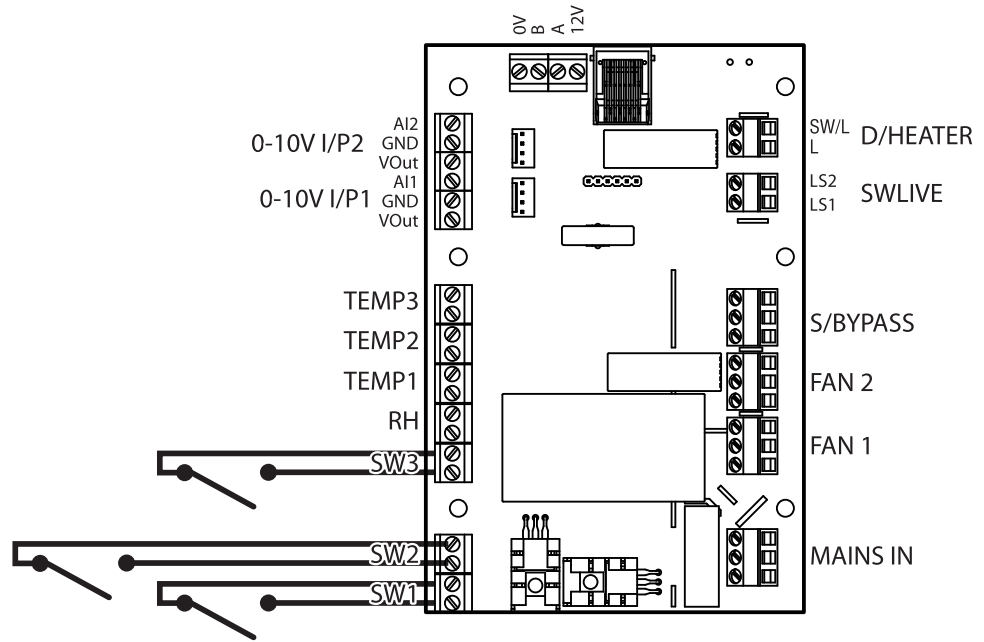 0V
B
A
12V
AI2
0-10V I/P2
GND
VOut
AI1
0-10V I/P1
GND
VOut
TEMP3
TEMP2
TEMP1
RH
SW3
SW2
SW1
SW/L
D/HEATER
L
LS2
SWLIVE
LS1
S/BYPASS
FAN 2
FAN 1
MAINS IN